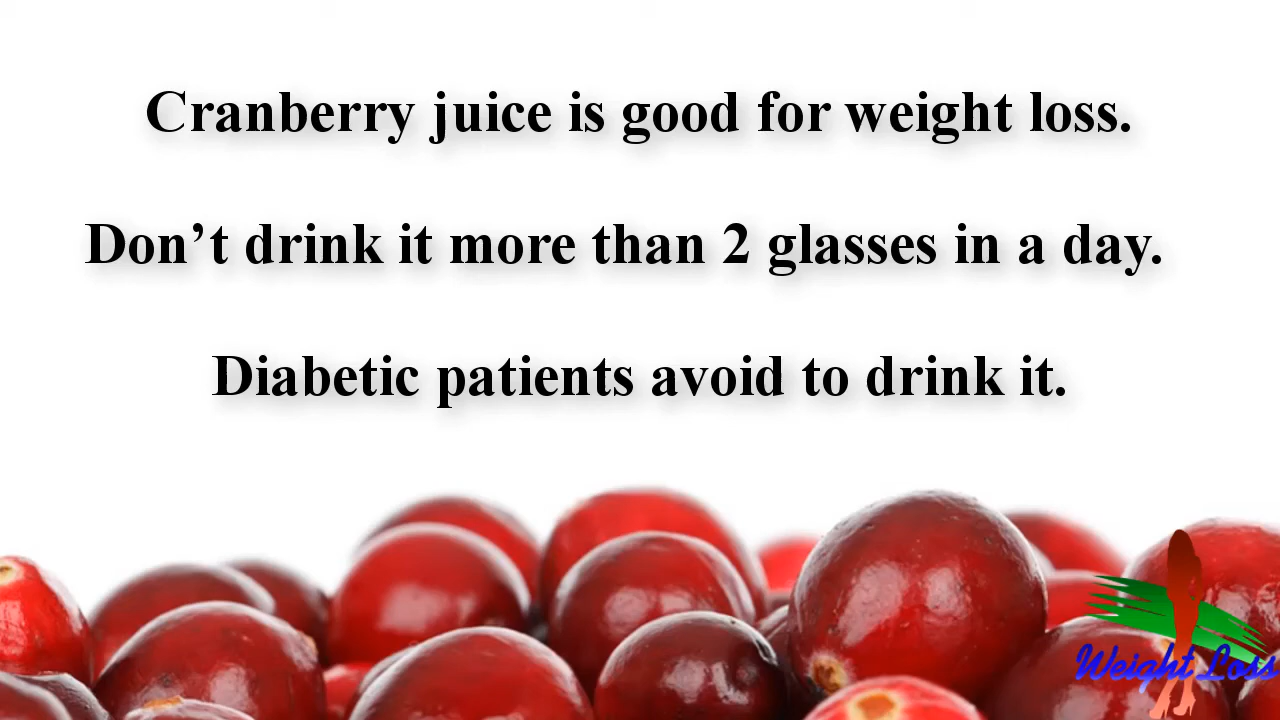 Cranberry juice is good for weight loss.
Don’t drink it more than 2 glasses in a day.
Diabetic patients avoid to drink it.
Weight Loss